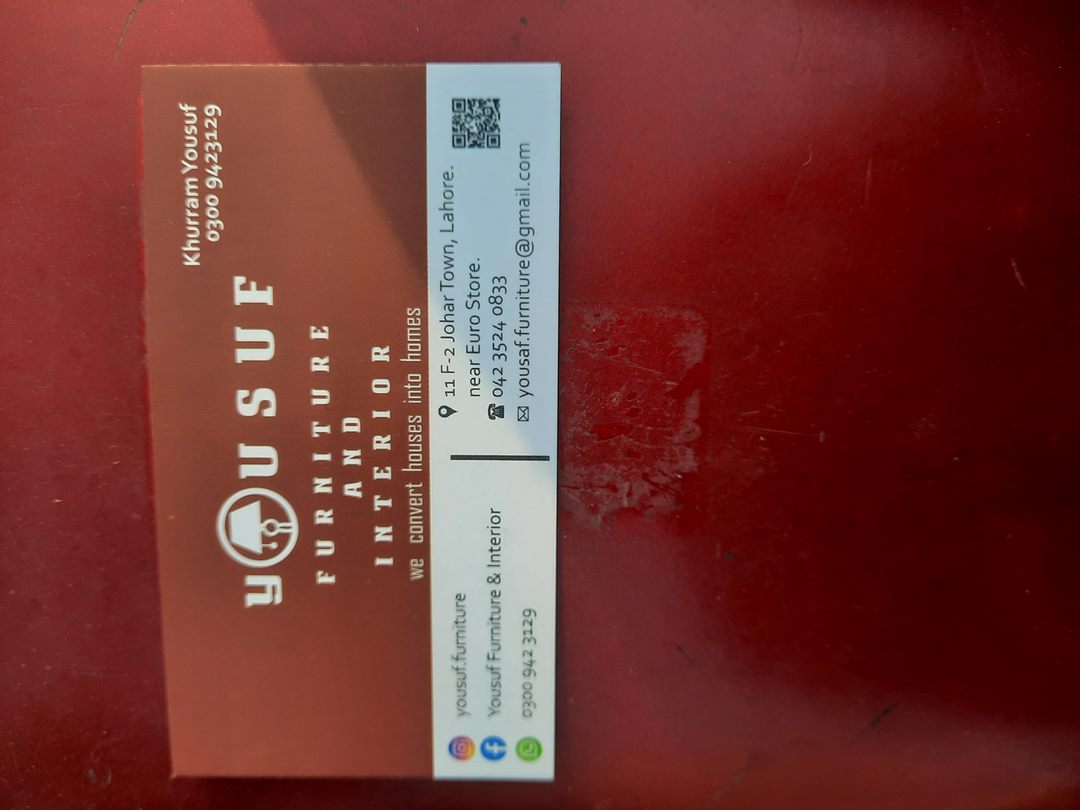 Khurram Yousuf
0300 9423129
yOUSUF
FURNITURE
AND
INTERIOR
we convert houses into homes
yousuf.furniture
Yousuf Furniture & Interior
0300 942 3129
11 F-2 Johar Town, Lahore.
near Euro Store.
042 3524 0833
yousaf.furniture@gmail.com